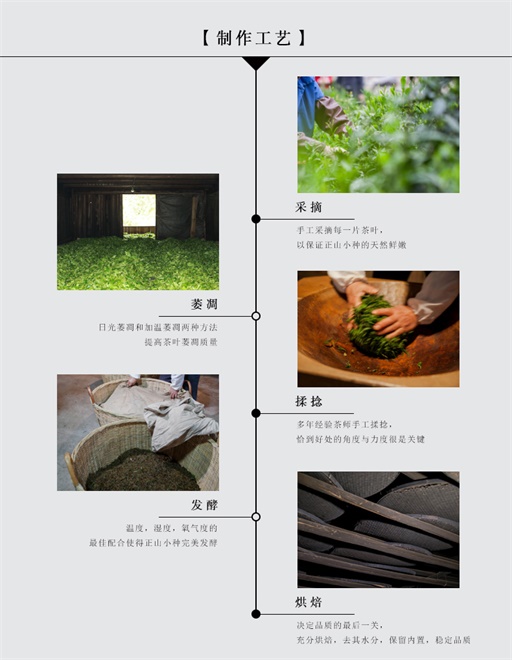 【制作工艺】
采摘
手工采摘每一片茶叶，
以保证正山小种的天然鲜嫩
萎凋
日光萎凋和加温萎凋两种方法
提高茶叶萎凋质量
揉捻
多年经验茶师手工揉捻，
恰到好处的角度与力度很是关键
发酵
温度，湿度，氧气度的
最佳配合使得正山小种完美发酵
烘焙
决定品质的最后一关，
充分烘焙，去其水分，保留内置，稳定品质